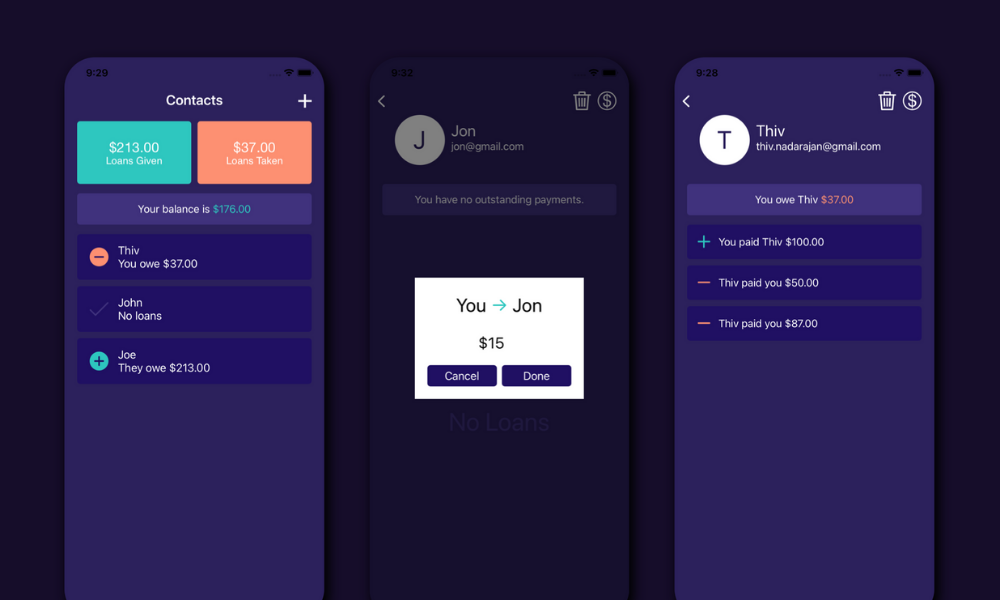 9:29
Contacts
$213.00
Loans Given
$37.00
Loans Taken
Your balance is $176.00
Thiv
You owe $37.00
John
No loans
Joe
They owe $213.00
9:32
J
Jon
jon@gmail.com
You have no outstanding payments.
You → Jon
$15
Cancel
Done
No Loans
9:28
T
Thiv
thiv.nadarajan@gmail.com
You owe Thiv $37.00
You paid Thiv $100.00
Thiv paid you $50.00
Thiv paid you $87.00